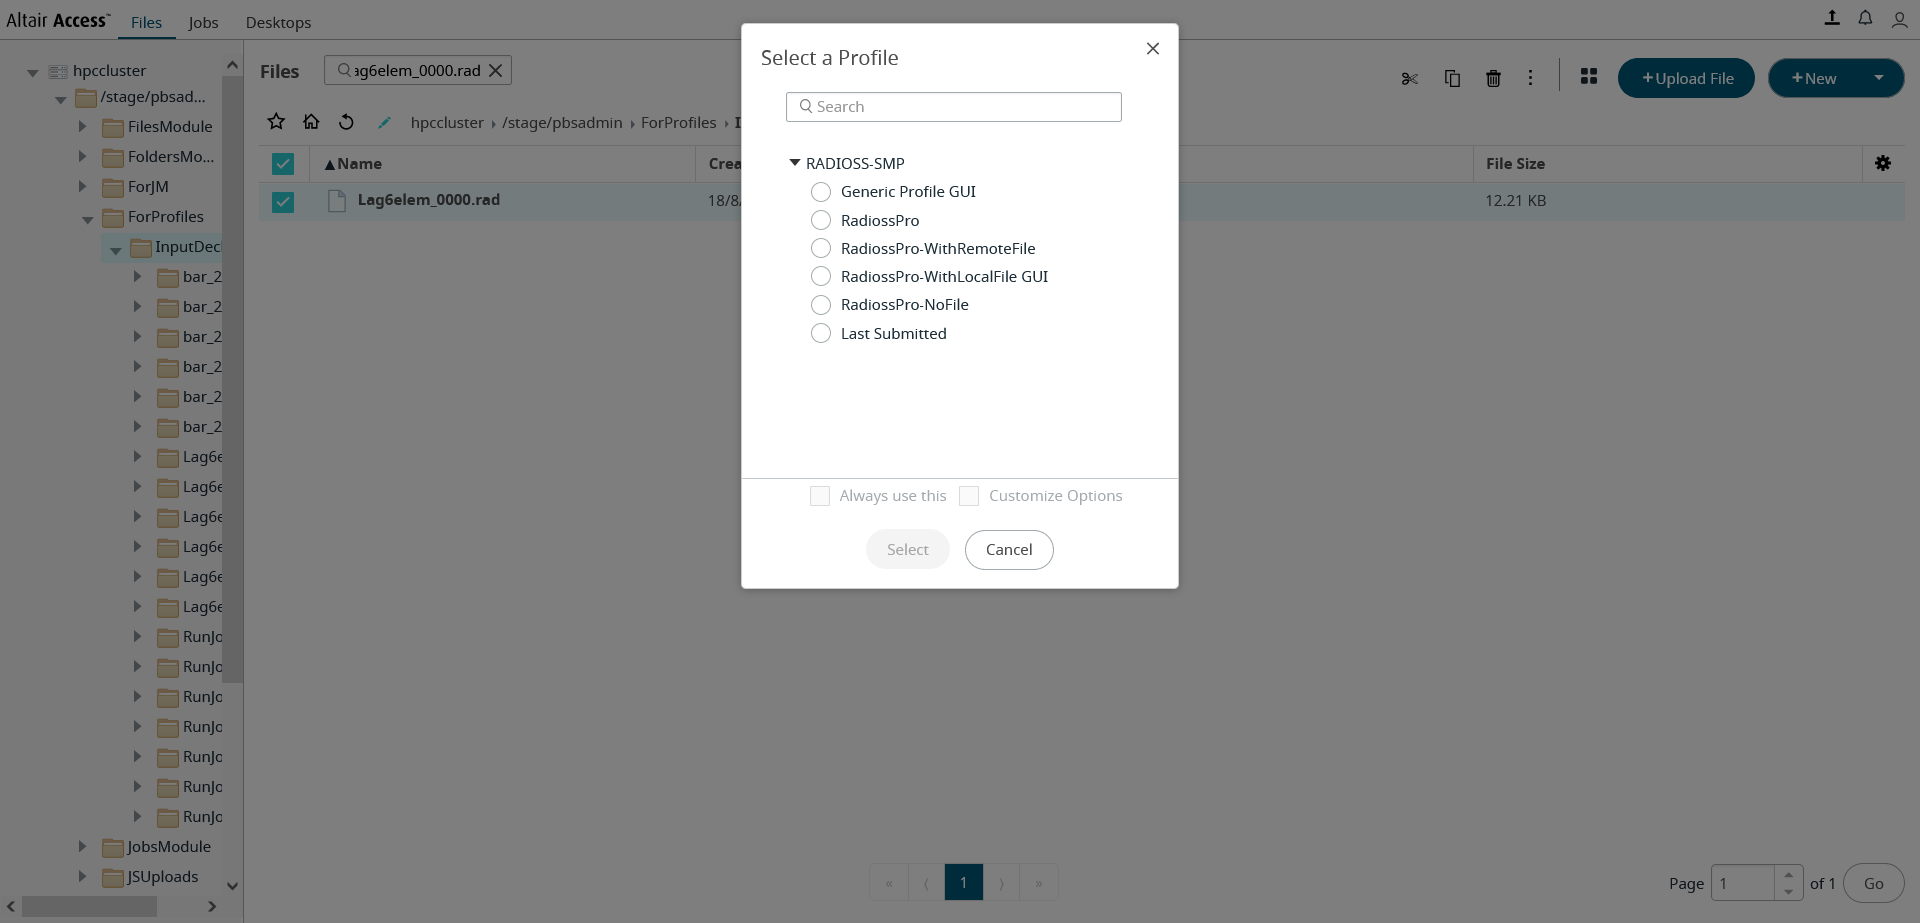 Altair Access™ Files Jobs Desktops
hpccluster
/stage/pbsad...
FilesModule
FoldersMo...
ForJM
ForProfiles
InputDec
bar_2
bar_2
bar_2
bar_2
bar_2
bar_2
Lag6e
Lag6e
Lag6e
Lag6e
Lag6e
Lag6e
RunJo
RunJo
RunJo
RunJo
RunJo
RunJo
RunJo
JobsModule
JSUploads
Files
ag6elem_0000.rad
+Upload File
+New
hpccluster › /stage/pbsadmin › ForProfiles › I
▲Name
Crea
File Size
Lag6elem_0000.rad
18/8/
12.21 KB
Select a Profile
Search
RADIOSS-SMP
Generic Profile GUI
RadiossPro
RadiossPro-WithRemoteFile
RadiossPro-WithLocalFile GUI
RadiossPro-NoFile
Last Submitted
Always use this
Customize Options
Select
Cancel
« ⟨ 1 ⟩ »
Page 1 of 1 Go